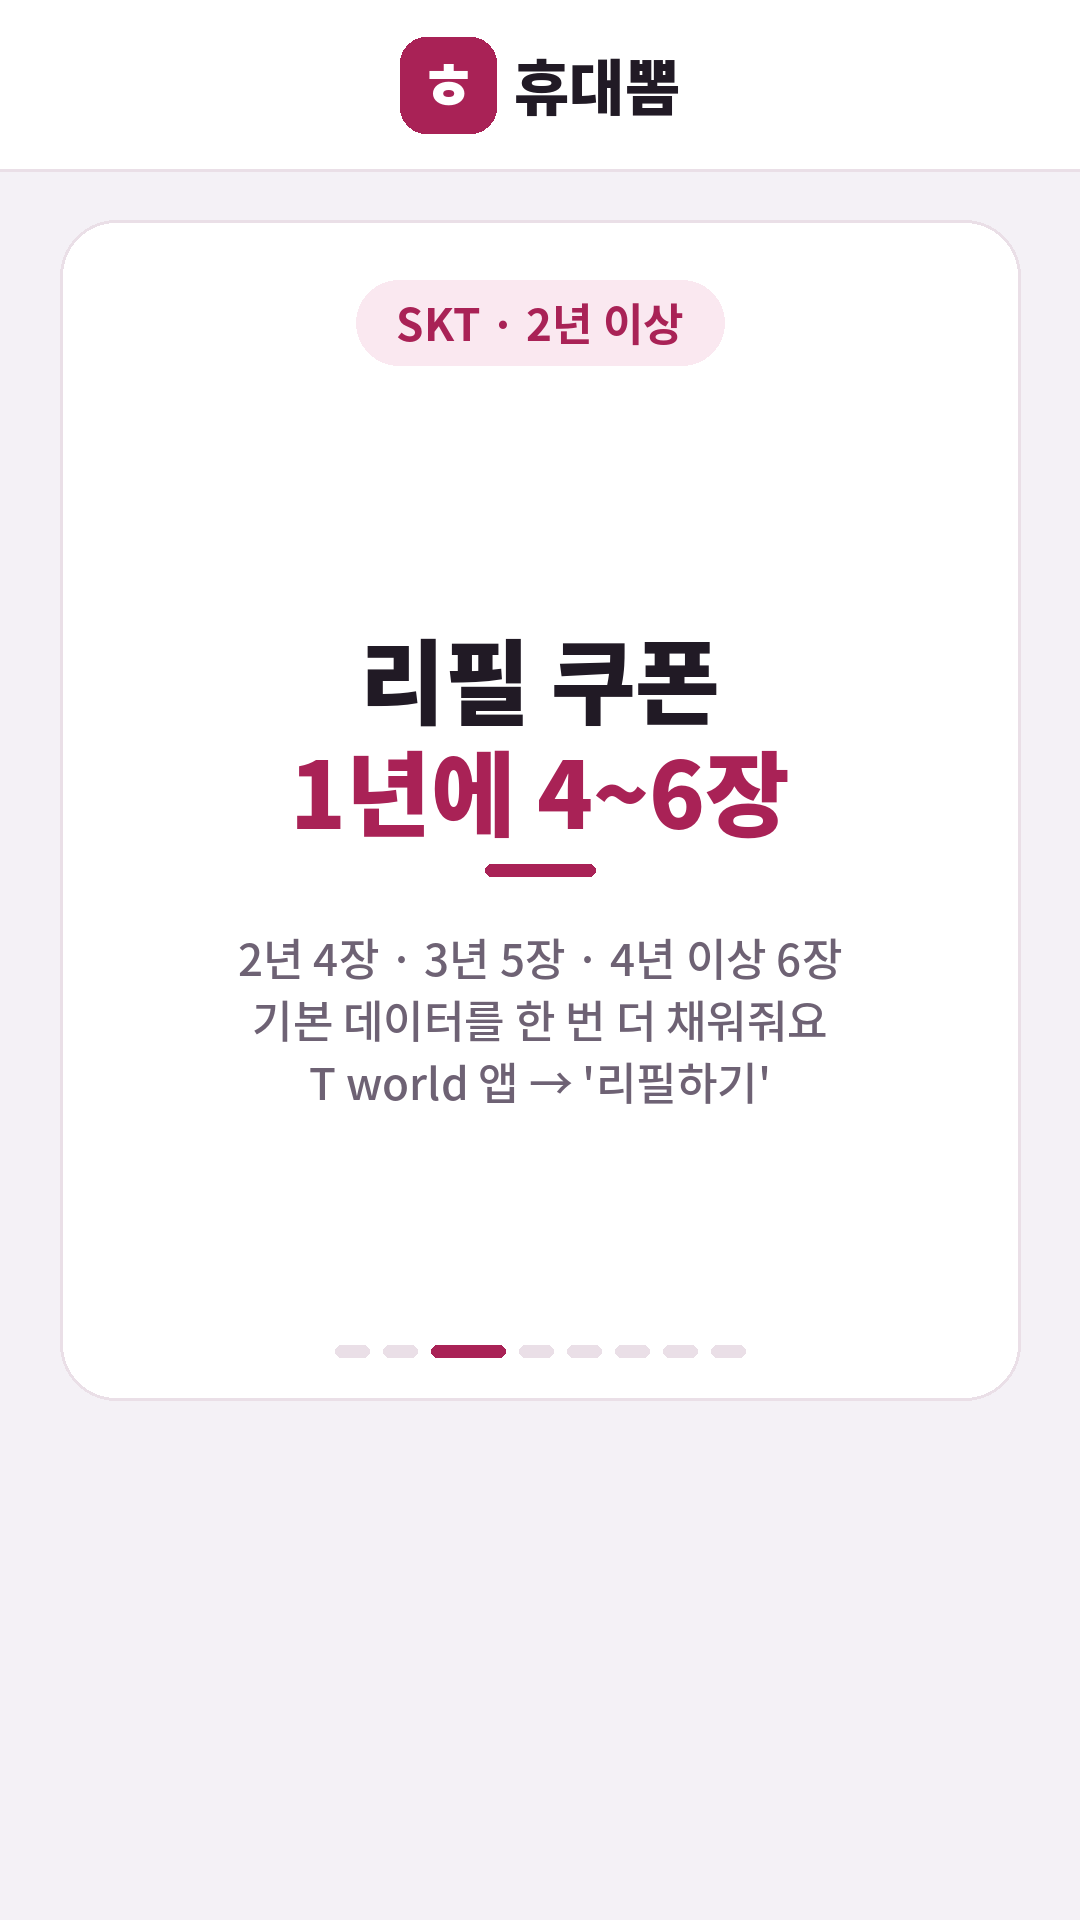 ㅎ 휴대뽐
SKT · 2년 이상
리필 쿠폰
1년에 4~6장
2년 4장 · 3년 5장 · 4년 이상 6장
기본 데이터를 한 번 더 채워줘요
T world 앱 → '리필하기'